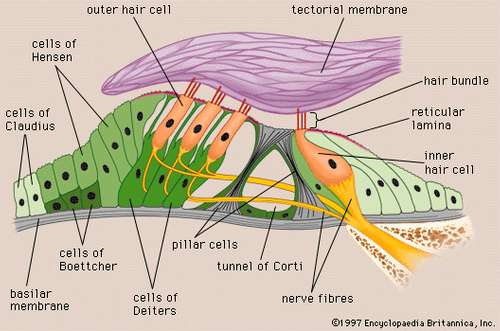 outer hair cell
tectorial membrane
cells of
Hensen
hair bundle
cells of
Claudius
reticular
lamina
inner
hair cell
pillar cells
cells of
Boettcher
tunnel of Corti
basilar
membrane
cells of
Deiters
nerve fibres
©1997 Encyclopaedia Britannica, Inc.